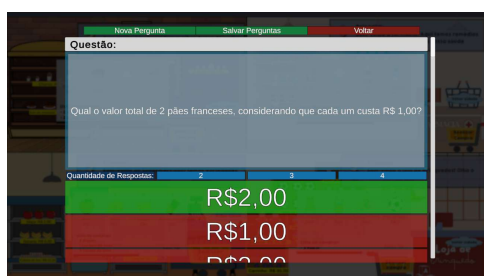 Nova Pergunta Salvar Perguntas Voltar
Questão:
Qual o valor total de 2 pães franceses, considerando que cada um custa R$ 1,00?
Quantidade de Respostas: 2 3 4
R$2,00
R$1,00